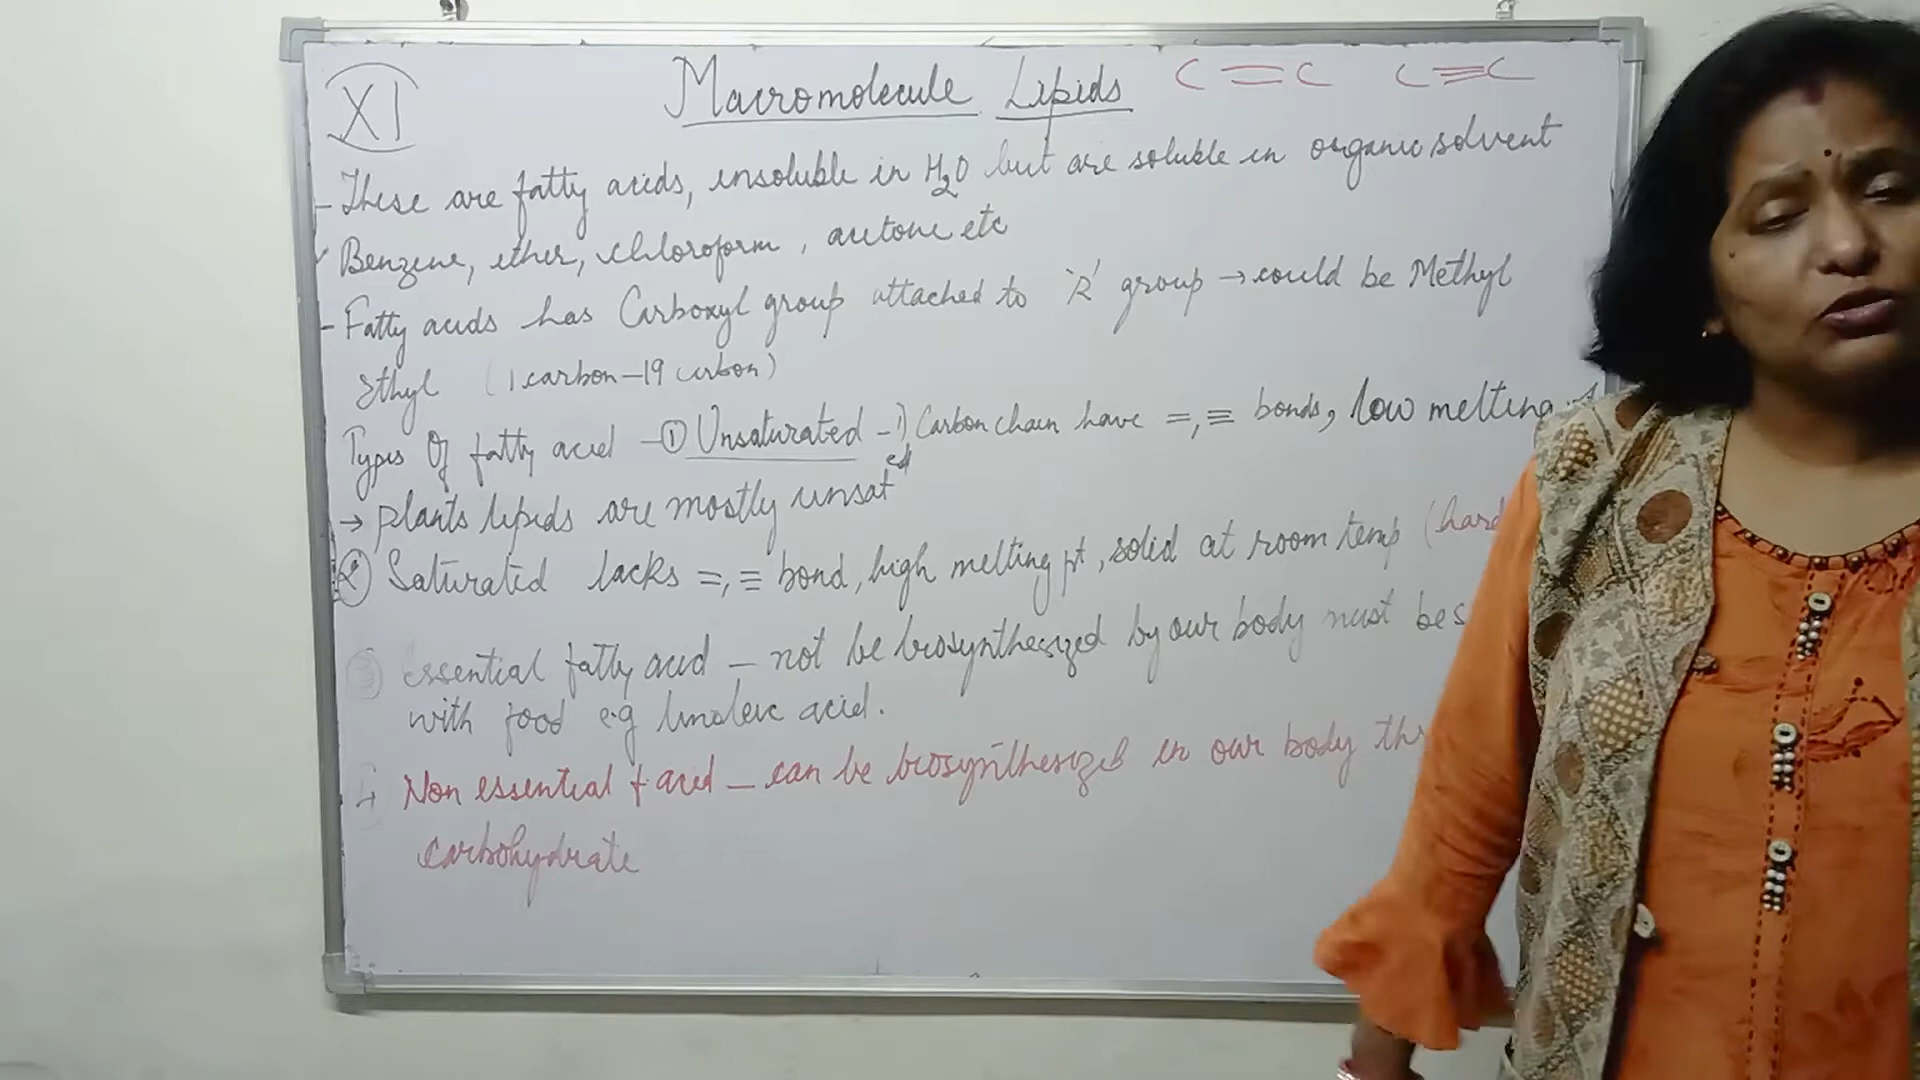 XI
Macromolecule Lipids C = C C ≡ C
- These are fatty acids, insoluble in H2O but are soluble in organic solvent
Benzene, ether, chloroform, acetone etc
- Fatty acids has Carboxyl group attached to 'R' group → could be Methyl
Ethyl (1 carbon - 19 carbon)
Types Of fatty acid - ① Unsaturated - 1) Carbon chain have =, ≡ bonds, low melting
→ plants lipids are mostly unsat ed
② Saturated lacks =, ≡ bond, high melting pt, solid at room temp (hard
③ Essential fatty acid - not be biosynthesized by our body must be s
with food e.g linoleic acid.
4 Non essential f. acid - can be biosynthesized in our body thr
carbohydrate